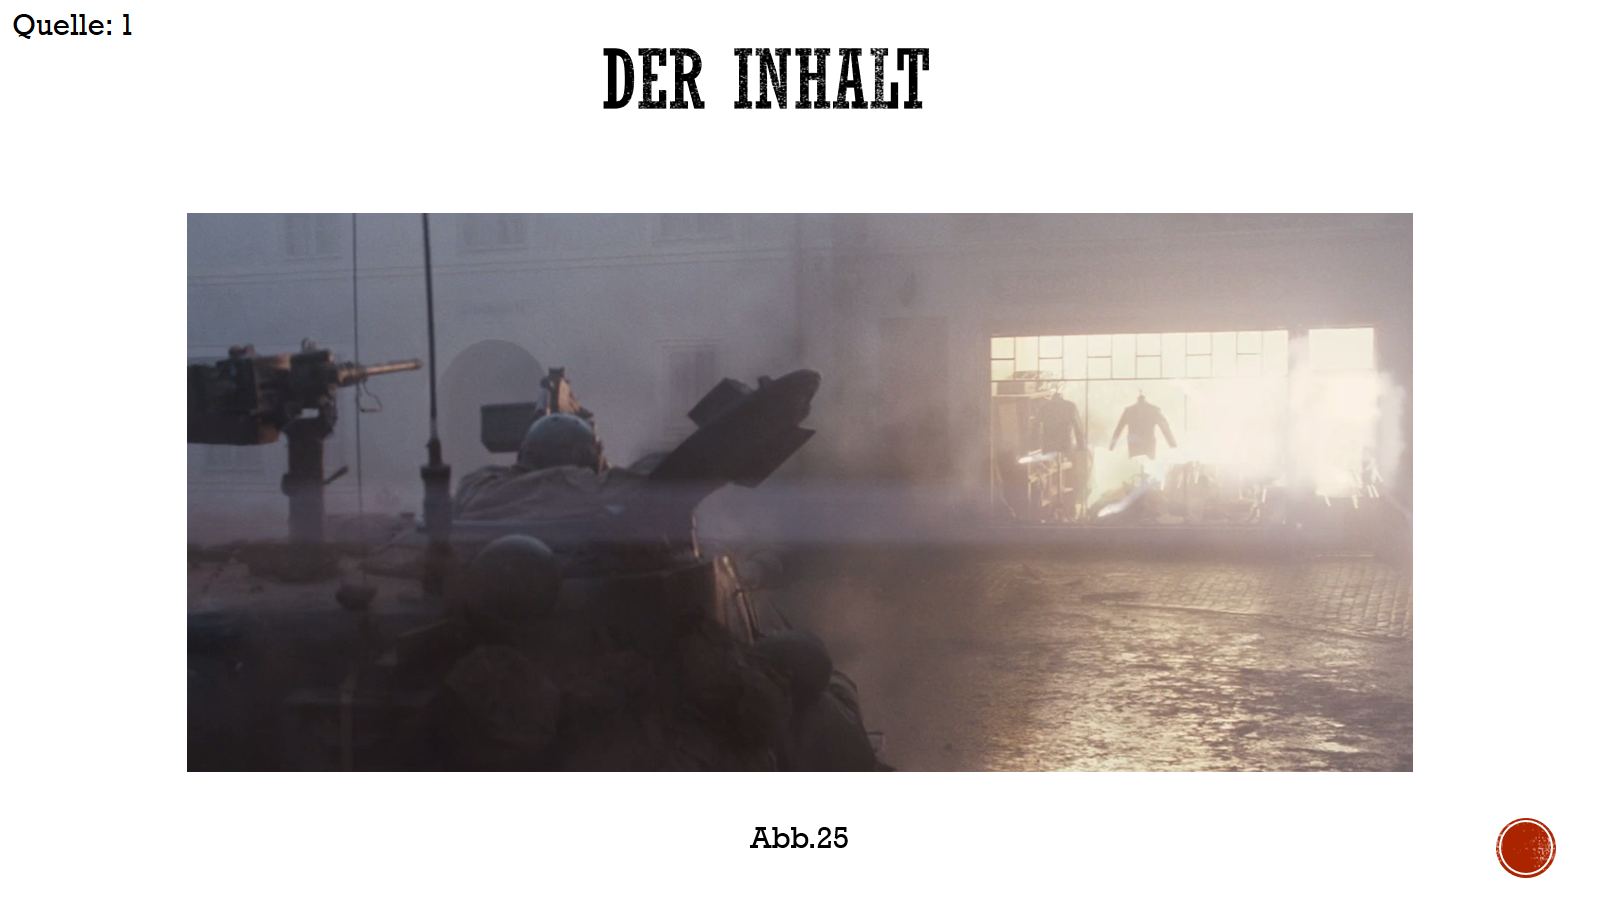 Quelle: 1
DER INHALT
Abb.25